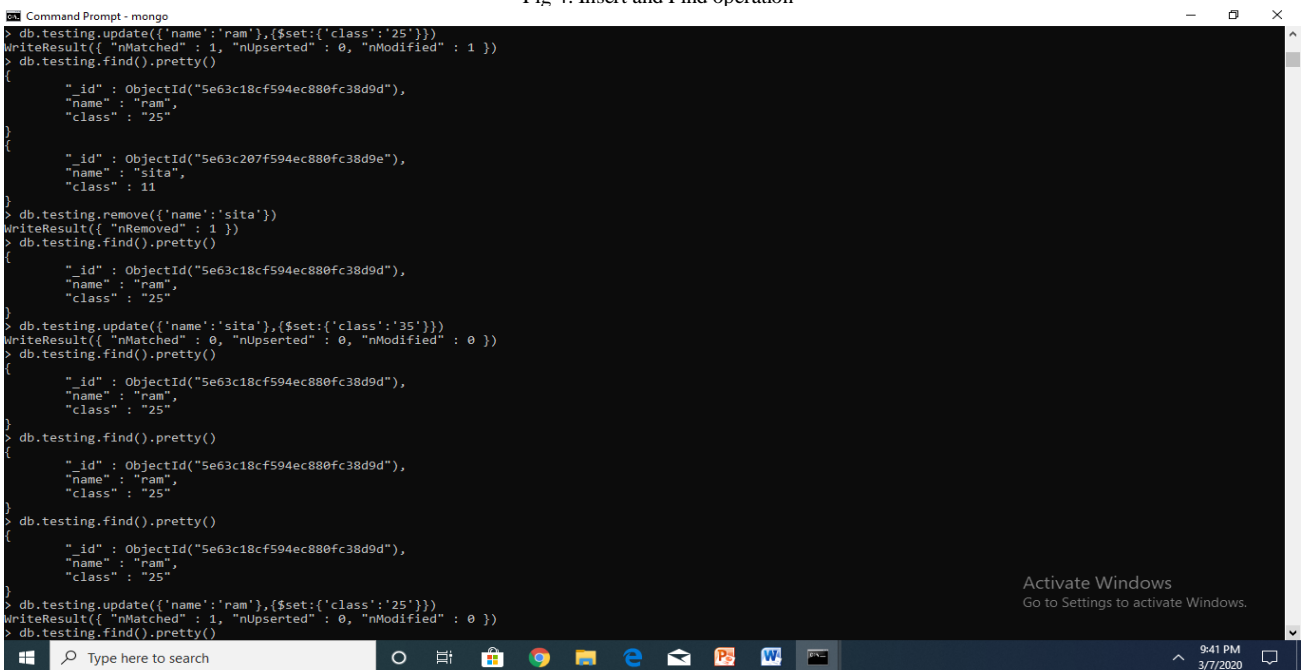 Fig 4: Insert and Find operation
Command Prompt - mongo
> db.testing.update({'name':'ram'},{$set:{'class':'25'}})
WriteResult({ "nMatched" : 1, "nUpserted" : 0, "nModified" : 1 })
> db.testing.find().pretty()
{
"_id" : ObjectId("5e63c18cf594ec880fc38d9d"),
"name" : "ram",
"class" : "25"
}
{
"_id" : ObjectId("5e63c207f594ec880fc38d9e"),
"name" : "sita",
"class" : 11
}
> db.testing.remove({'name':'sita'})
WriteResult({ "nRemoved" : 1 })
> db.testing.find().pretty()
{
"_id" : ObjectId("5e63c18cf594ec880fc38d9d"),
"name" : "ram",
"class" : "25"
}
> db.testing.update({'name':'sita'},{$set:{'class':'35'}})
WriteResult({ "nMatched" : 0, "nUpserted" : 0, "nModified" : 0 })
> db.testing.find().pretty()
{
"_id" : ObjectId("5e63c18cf594ec880fc38d9d"),
"name" : "ram",
"class" : "25"
}
> db.testing.find().pretty()
{
"_id" : ObjectId("5e63c18cf594ec880fc38d9d"),
"name" : "ram",
"class" : "25"
}
> db.testing.find().pretty()
{
"_id" : ObjectId("5e63c18cf594ec880fc38d9d"),
"name" : "ram",
"class" : "25"
}
> db.testing.update({'name':'ram'},{$set:{'class':'25'}})
WriteResult({ "nMatched" : 1, "nUpserted" : 0, "nModified" : 0 })
> db.testing.find().pretty()
Activate Windows
Go to Settings to activate Windows.
Type here to search
9:41 PM
3/7/2020